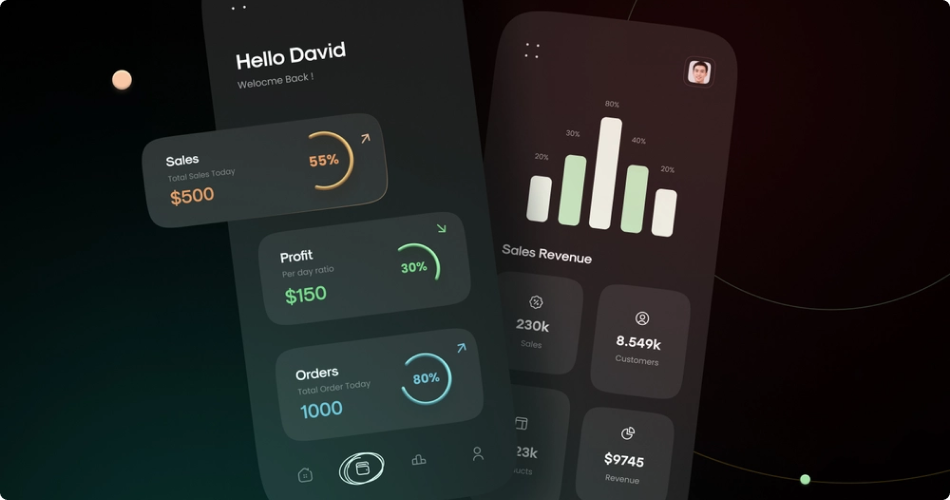 Hello David
Welocme Back !
Sales
Total Sales Today
$500
55%
Profit
Per day ratio
$150
30%
Orders
Total Order Today
1000
80%
20%
30%
80%
40%
20%
Sales Revenue
230k
Sales
8.549k
Customers
23k
ucts
$9745
Revenue